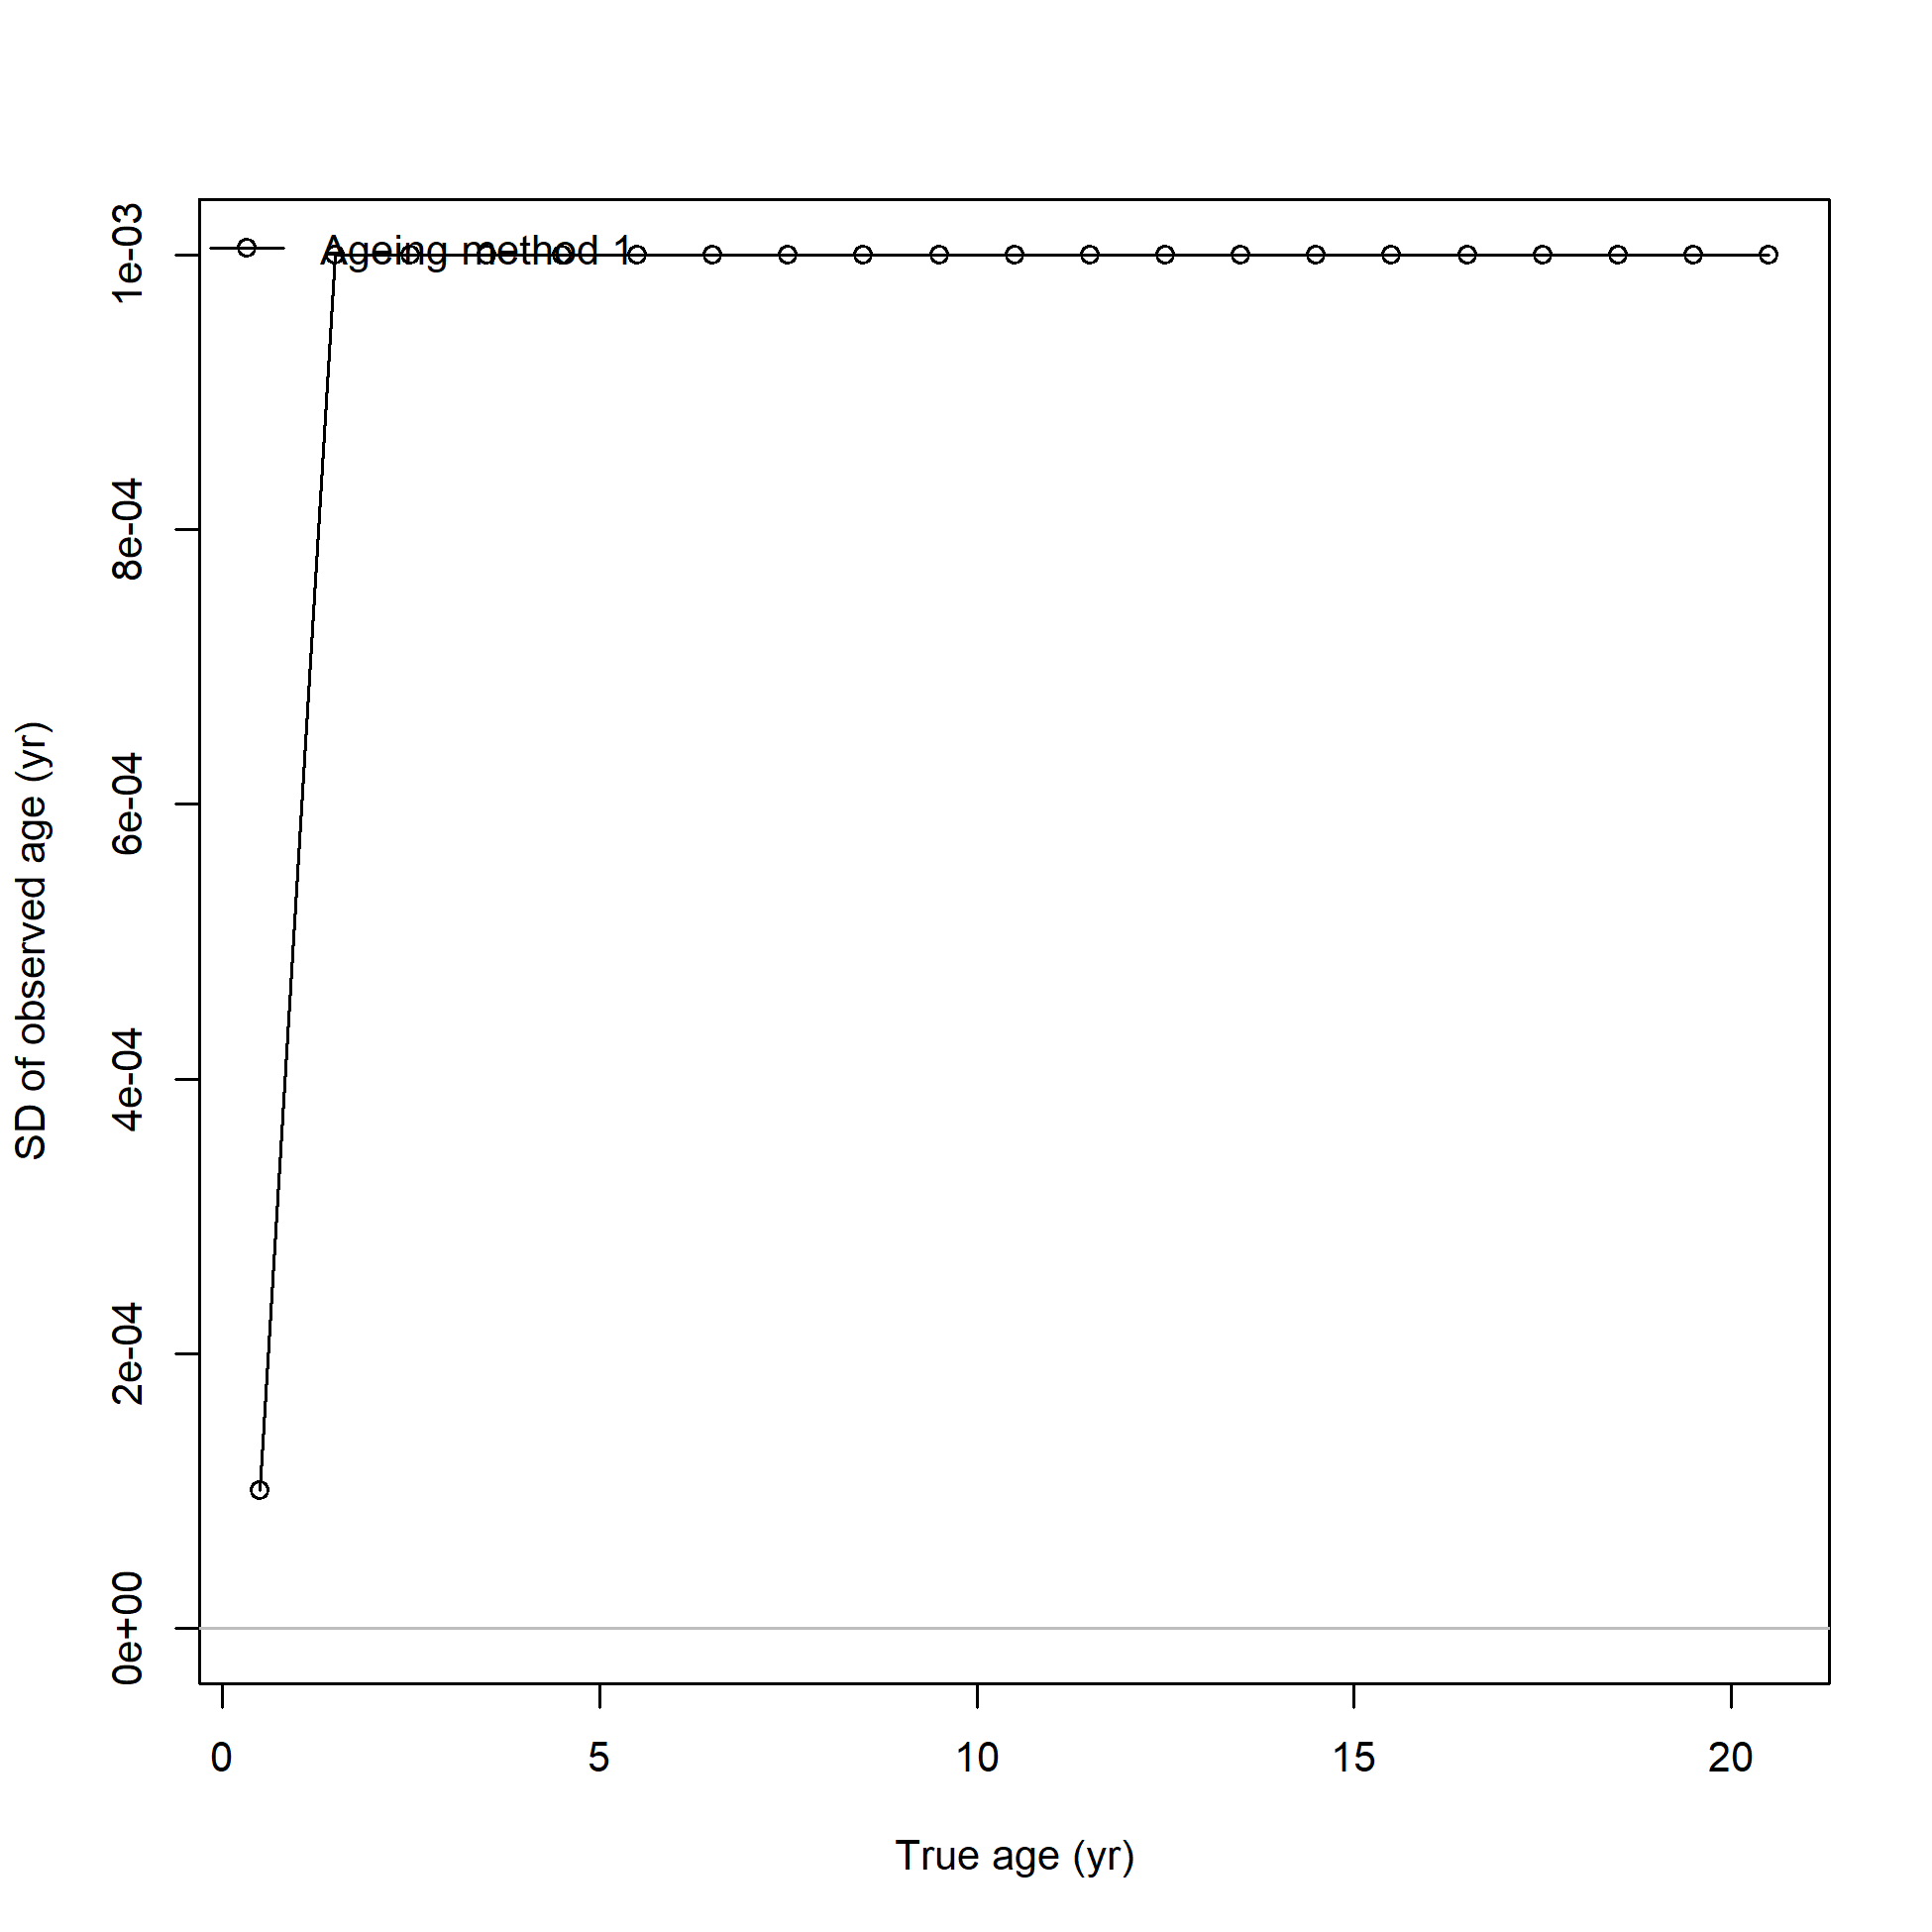 Ageing method 1
SD of observed age (yr)
1e-03
8e-04
6e-04
4e-04
2e-04
0e+00
0 5 10 15 20
True age (yr)